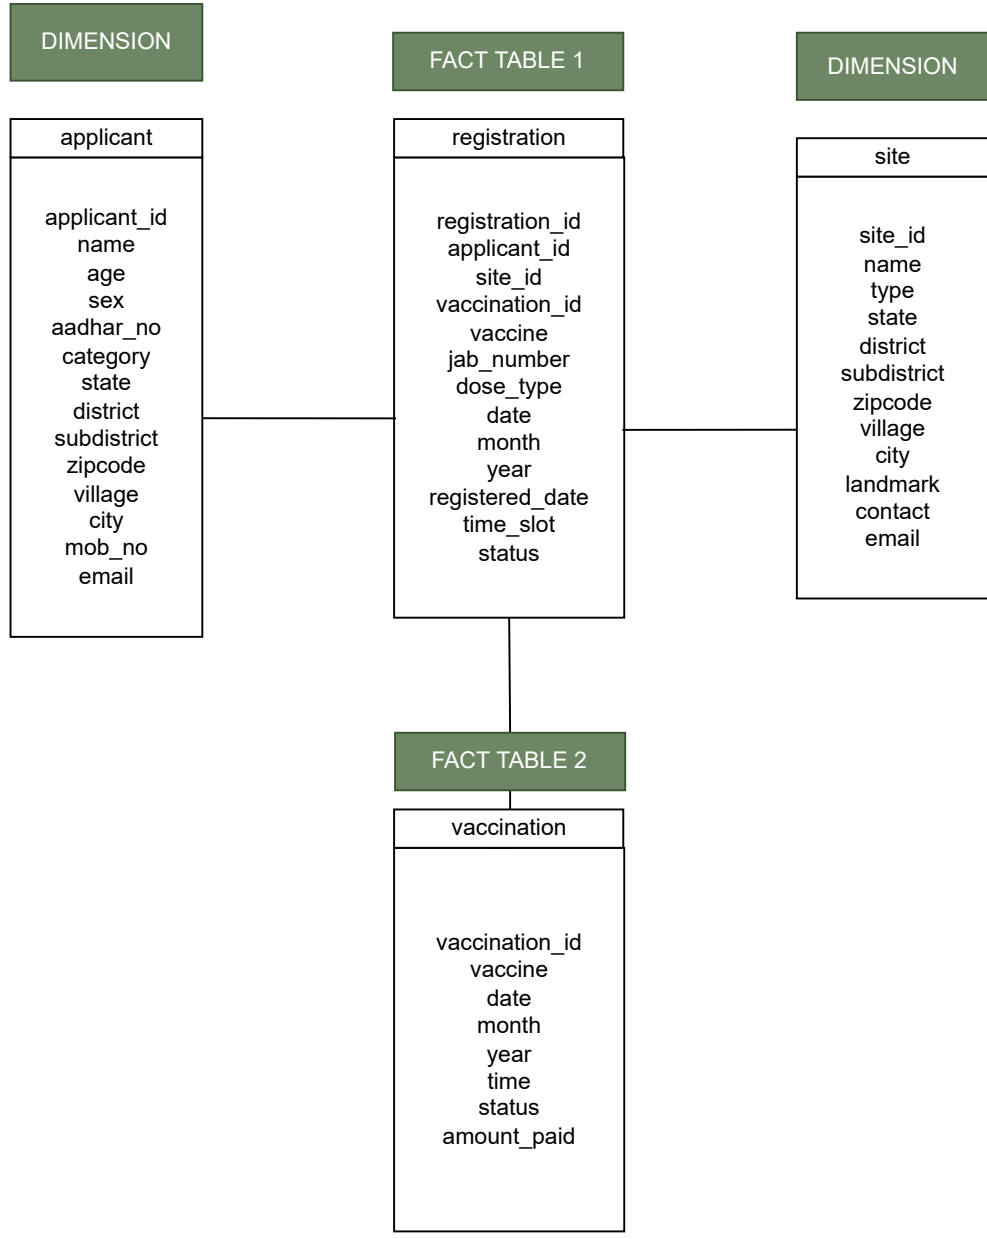 DIMENSION
applicant
applicant_id
name
age
sex
aadhar_no
category
state
district
subdistrict
zipcode
village
city
mob_no
email
FACT TABLE 1
registration
registration_id
applicant_id
site_id
vaccination_id
vaccine
jab_number
dose_type
date
month
year
registered_date
time_slot
status
DIMENSION
site
site_id
name
type
state
district
subdistrict
zipcode
village
city
landmark
contact
email
FACT TABLE 2
vaccination
vaccination_id
vaccine
date
month
year
time
status
amount_paid